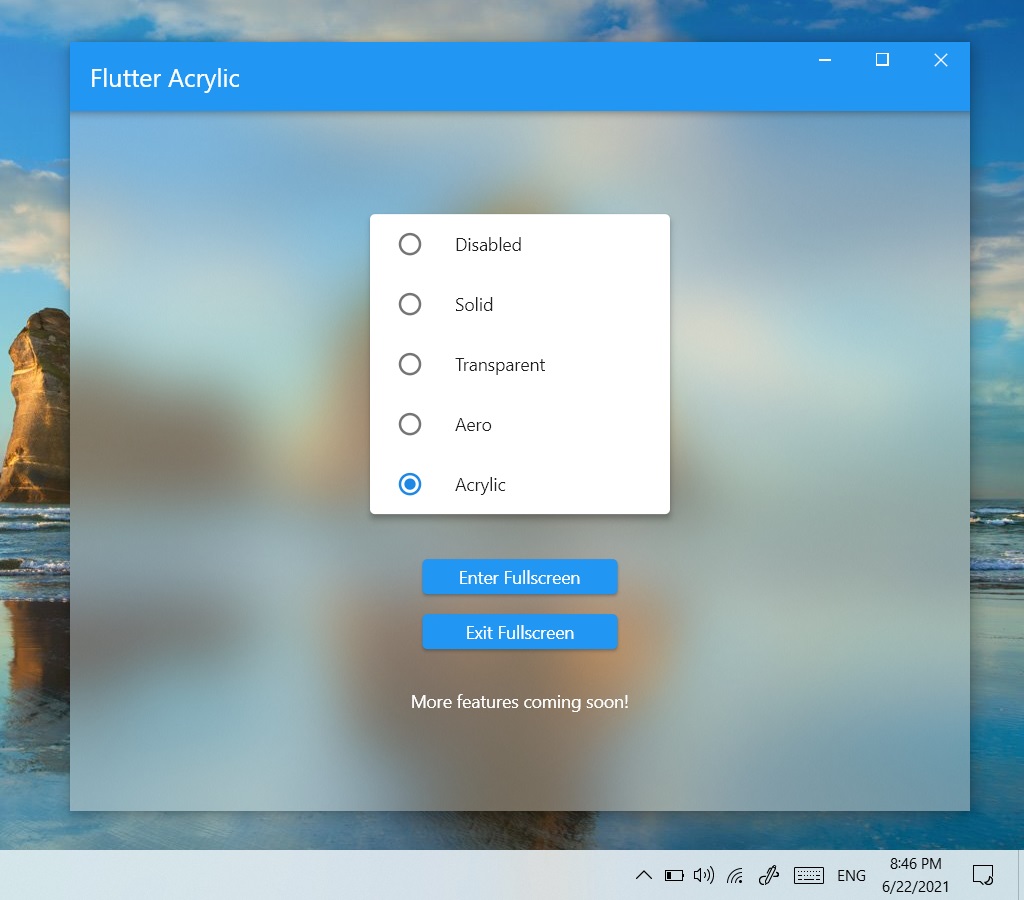 Flutter Acrylic
Disabled
Solid
Transparent
Aero
Acrylic
Enter Fullscreen
Exit Fullscreen
More features coming soon!
ENG
8:46 PM
6/22/2021